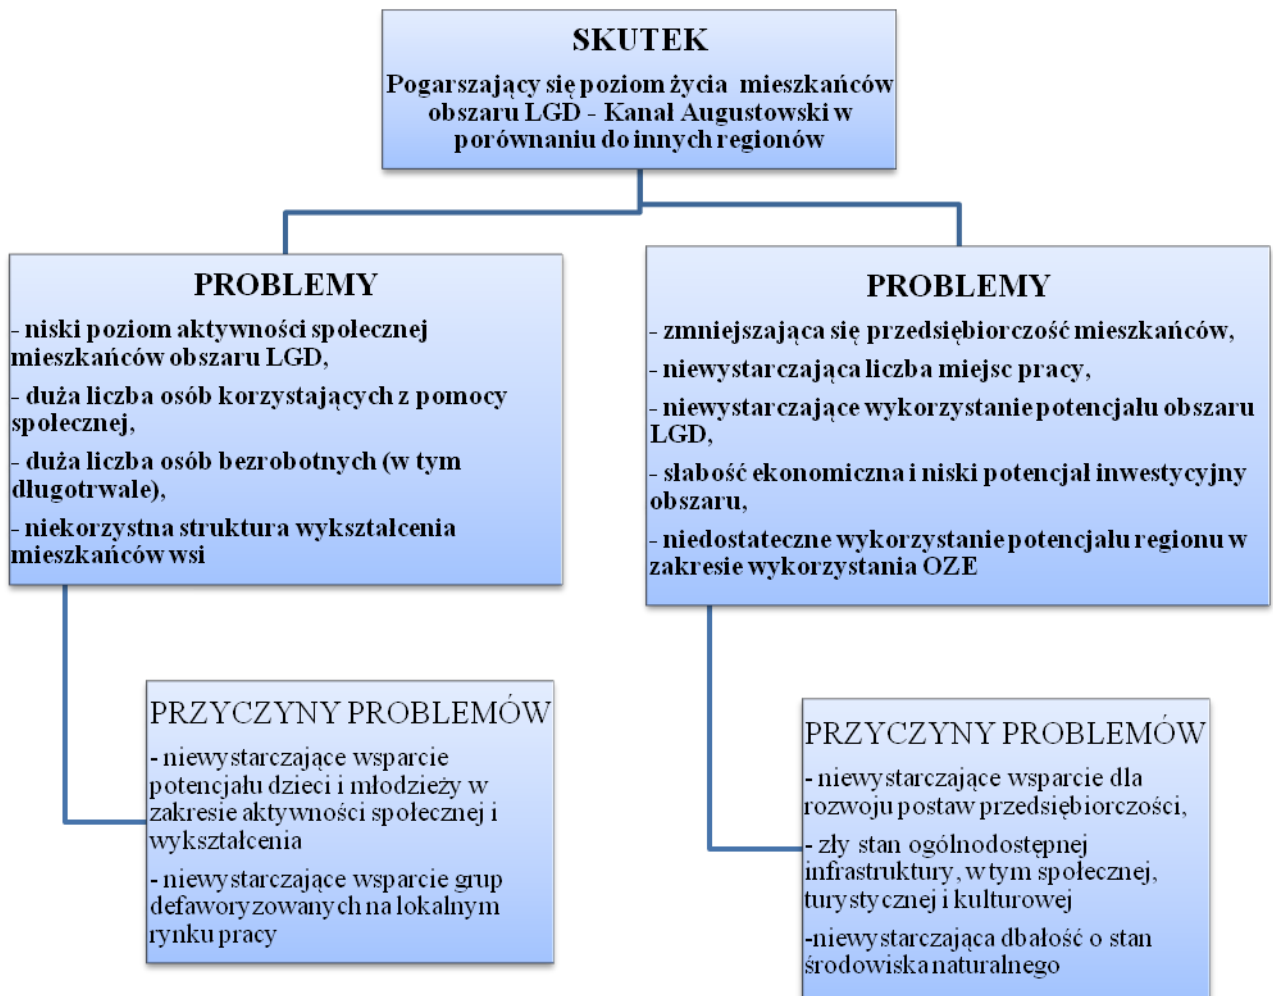 SKUTEK
Pogarszający się poziom życia mieszkańców
obszaru LGD - Kanał Augustowski w
porównaniu do innych regionów
PROBLEMY
- niski poziom aktywności społecznej
mieszkańców obszaru LGD,
- duża liczba osób korzystających z pomocy
społecznej,
- duża liczba osób bezrobotnych (w tym
długotrwale),
- niekorzystna struktura wykształcenia
mieszkańców wsi
PROBLEMY
- zmniejszająca się przedsiębiorczość mieszkańców,
- niewystarczająca liczba miejsc pracy,
- niewystarczające wykorzystanie potencjału obszaru
LGD,
- słabość ekonomiczna i niski potencjał inwestycyjny
obszaru,
- niedostateczne wykorzystanie potencjału regionu w
zakresie wykorzystania OZE
PRZYCZYNY PROBLEMÓW
- niewystarczające wsparcie
potencjału dzieci i młodzieży w
zakresie aktywności społecznej i
wykształcenia
- niewystarczające wsparcie grup
defaworyzowanych na lokalnym
rynku pracy
PRZYCZYNY PROBLEMÓW
- niewystarczające wsparcie dla
rozwoju postaw przedsiębiorczości,
- zły stan ogólnodostępnej
infrastruktury, w tym społecznej,
turystycznej i kulturowej
-niewystarczająca dbałość o stan
środowiska naturalnego